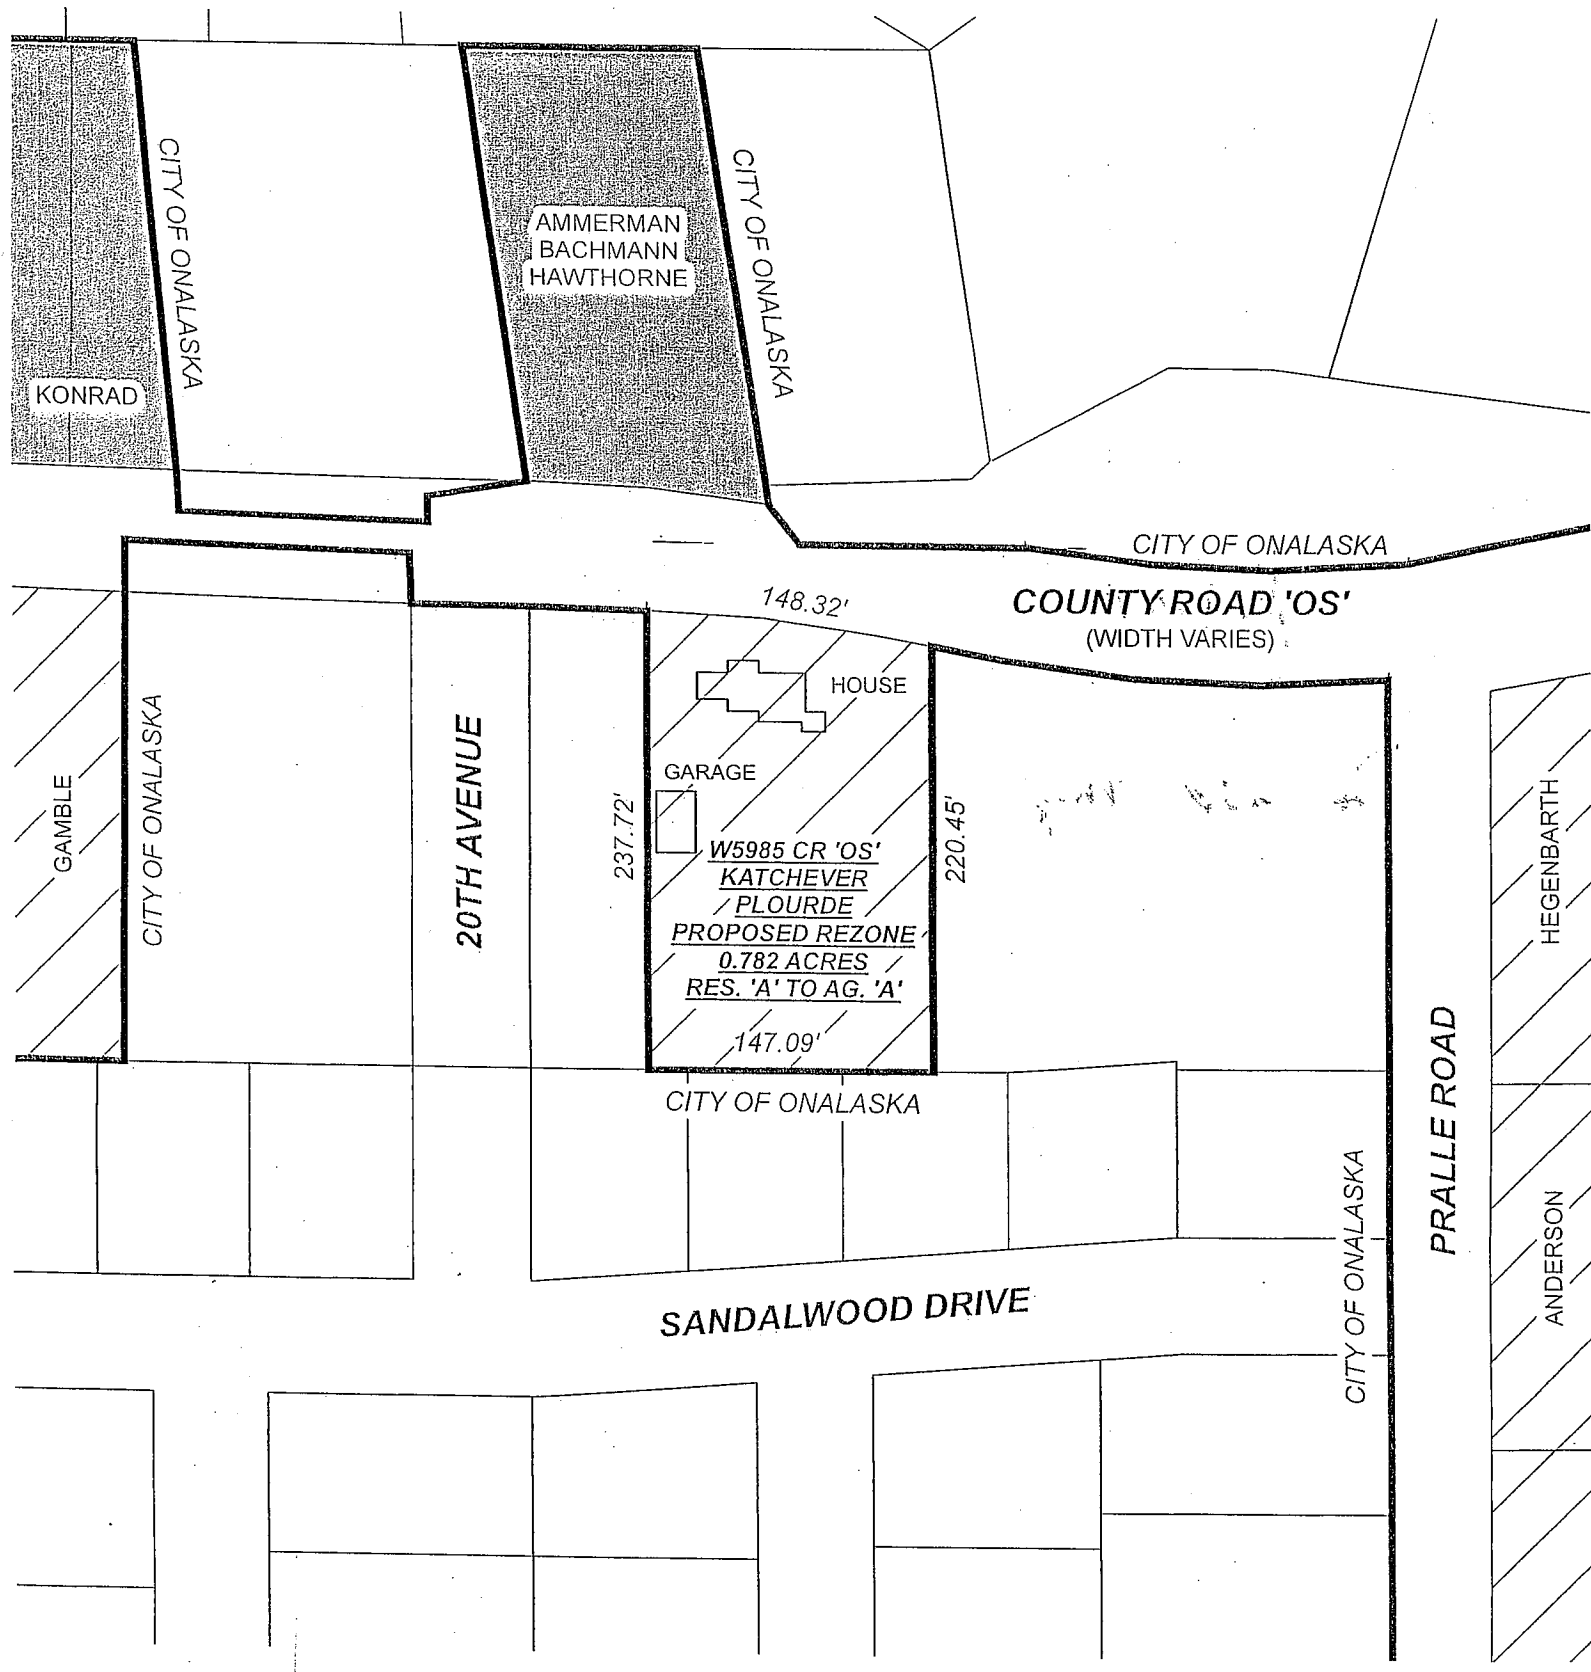 CITY OF ONALASKA
AMMERMAN
BACHMANN
HAWTHORNE
CITY OF ONALASKA
KONRAD
CITY OF ONALASKA
148.32'
COUNTY ROAD 'OS'
(WIDTH VARIES)
HOUSE
GARAGE
GAMBLE
CITY OF ONALASKA
20TH AVENUE
237.72'
W5985 CR 'OS'
KATCHEVER
PLOURDE
PROPOSED REZONE
0.782 ACRES
RES. 'A' TO AG. 'A'
147.09'
220.45'
HEGENBARTH
CITY OF ONALASKA
PRALLE ROAD
CITY OF ONALASKA
ANDERSON
SANDALWOOD DRIVE